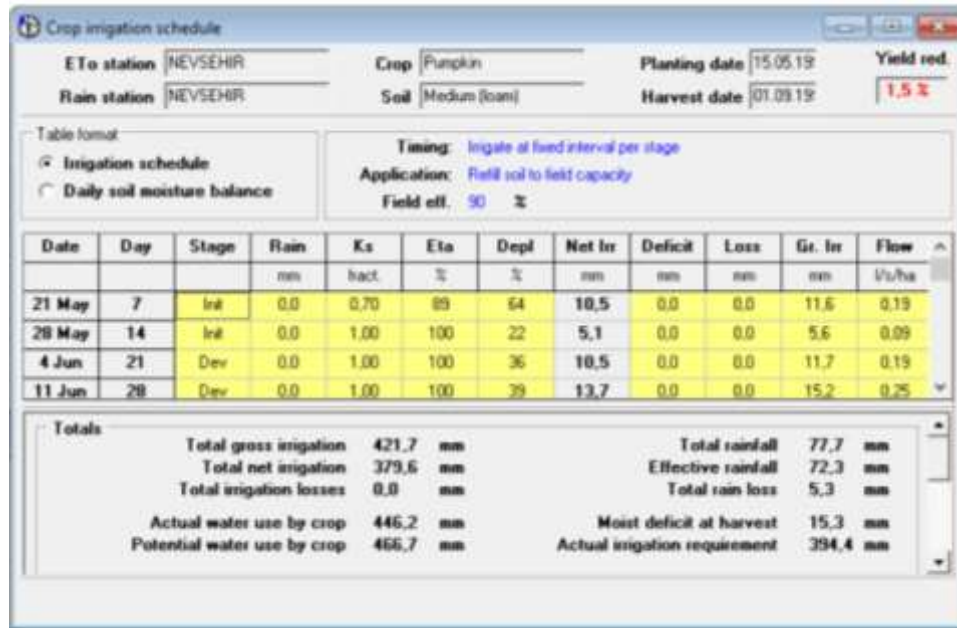 Crop irrigation schedule
ETo station NEVSEHIR Crop Pumpkin Planting date 15.05.19 Yield red.
Rain station NEVSEHIR Soil Medium (loam) Harvest date 01.09.19 1,5 %
Table format
Irrigation schedule
Daily soil moisture balance
Timing: Irrigate at fixed interval per stage
Application: Refill soil to field capacity
Field eff. 90 %
Date Day Stage Rain Ks Eta Depl Net Irr Deficit Loss Gr. Irr Flow
mm fract. % % mm mm mm mm l/s/ha
21 May 7 Init 0,0 0,70 89 64 10,5 0,0 0,0 11,6 0,19
28 May 14 Init 0,0 1,00 100 22 5,1 0,0 0,0 5,6 0,09
4 Jun 21 Dev 0,0 1,00 100 36 10,5 0,0 0,0 11,7 0,19
11 Jun 28 Dev 0,0 1,00 100 39 13,7 0,0 0,0 15,2 0,25
Totals
Total gross irrigation 421,7 mm Total rainfall 77,7 mm
Total net irrigation 379,6 mm Effective rainfall 72,3 mm
Total irrigation losses 0,0 mm Total rain loss 5,3 mm
Actual water use by crop 446,2 mm Moist deficit at harvest 15,3 mm
Potential water use by crop 466,7 mm Actual irrigation requirement 394,4 mm